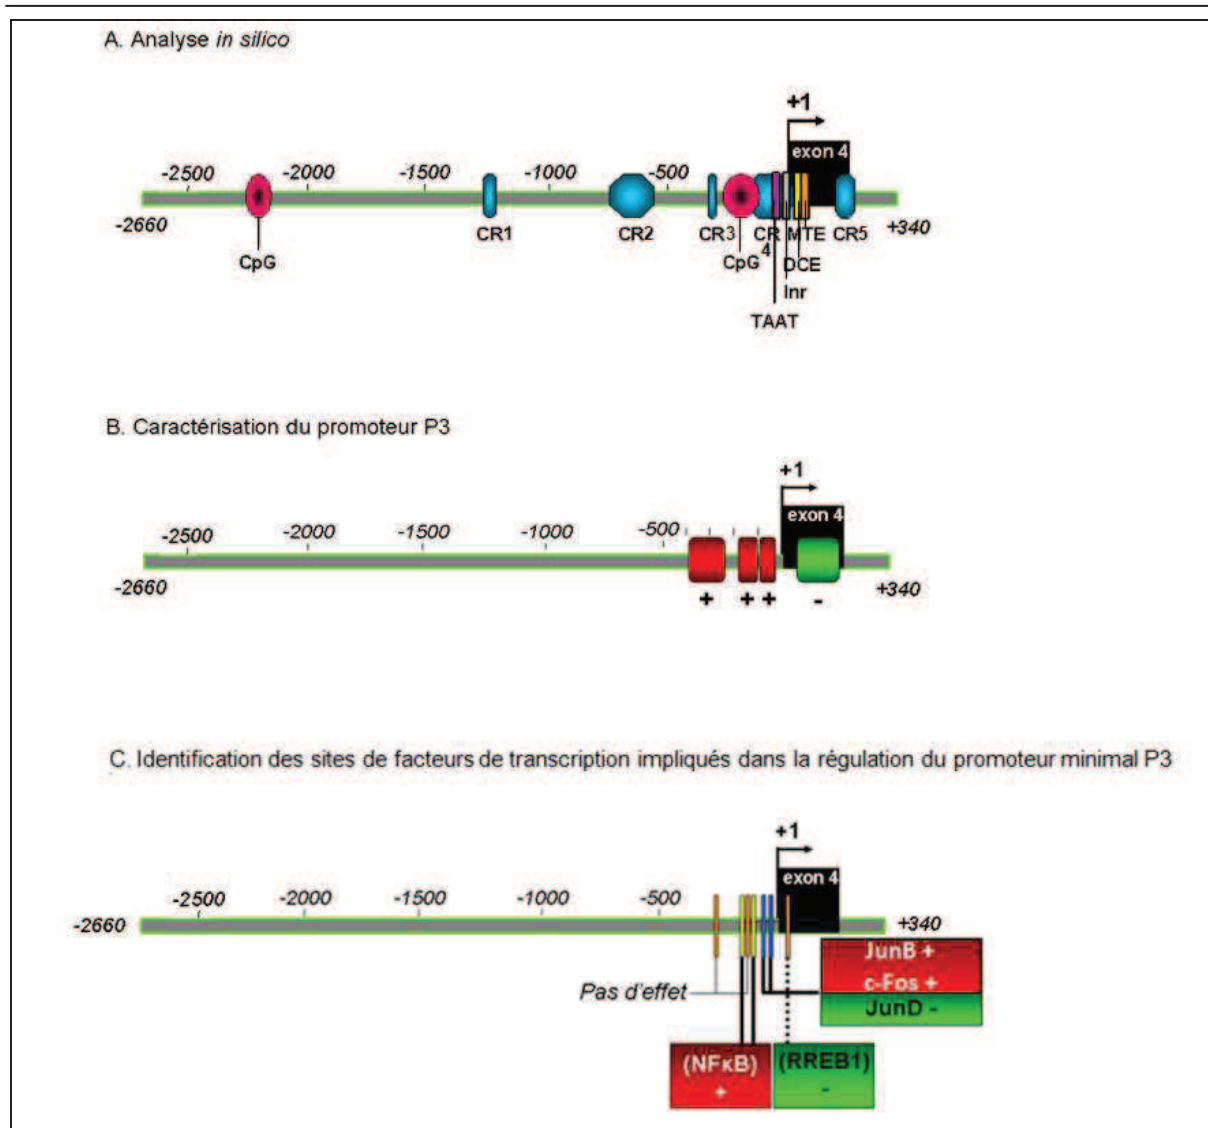 A. Analyse in silico
+1
exon 4
-2500 -2000 -1500 -1000 -500
-2660 +340
CR1 CR2 CR3 CR4 MTE CR5
CpG CpG DCE
Inr
TAAT
B. Caractérisation du promoteur P3
+1
exon 4
-2500 -2000 -1500 -1000 -500
-2660 +340
+ + + -
C. Identification des sites de facteurs de transcription impliqués dans la régulation du promoteur minimal P3
+1
exon 4
-2500 -2000 -1500 -1000 -500
-2660 +340
JunB +
c-Fos +
Pas d'effet
JunD -
(NFκB) (RREB1)
+ -